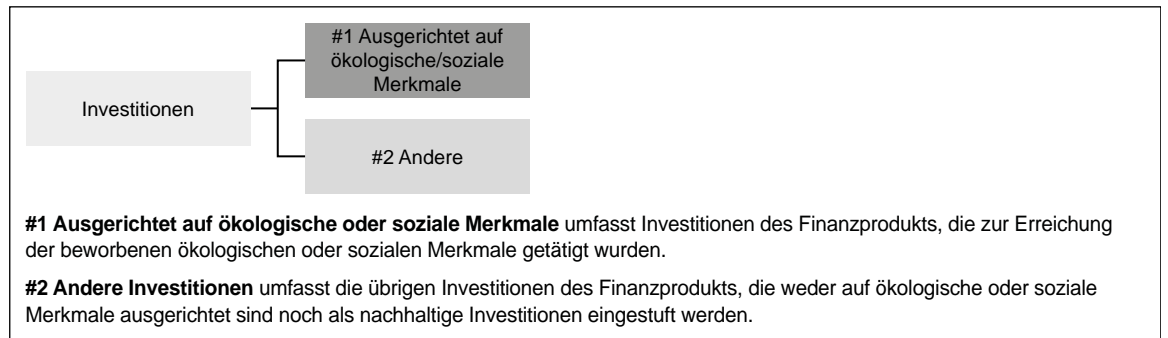 #1 Ausgerichtet auf
ökologische/soziale
Merkmale
Investitionen
#2 Andere
#1 Ausgerichtet auf ökologische oder soziale Merkmale umfasst Investitionen des Finanzprodukts, die zur Erreichung
der beworbenen ökologischen oder sozialen Merkmale getätigt wurden.
#2 Andere Investitionen umfasst die übrigen Investitionen des Finanzprodukts, die weder auf ökologische oder soziale
Merkmale ausgerichtet sind noch als nachhaltige Investitionen eingestuft werden.